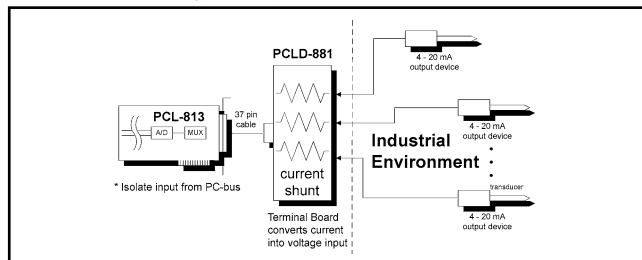 PCLD-881
4 - 20 mA
output device
PCL-813
37 pin
cable
A/D
MUX
* Isolate input from PC-bus
current
shunt
Terminal Board
converts current
into voltage input
Industrial
Environment
4 - 20 mA
output device
transducer
4 - 20 mA
output device